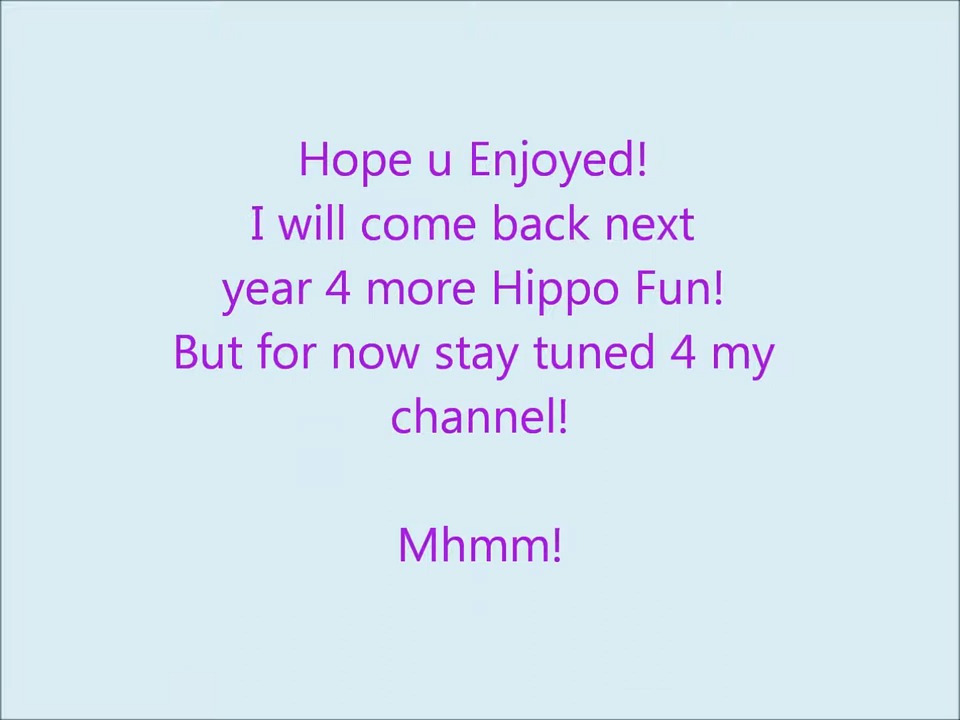 Hope u Enjoyed!
I will come back next
year 4 more Hippo Fun!
But for now stay tuned 4 my
channel!
Mhmm!